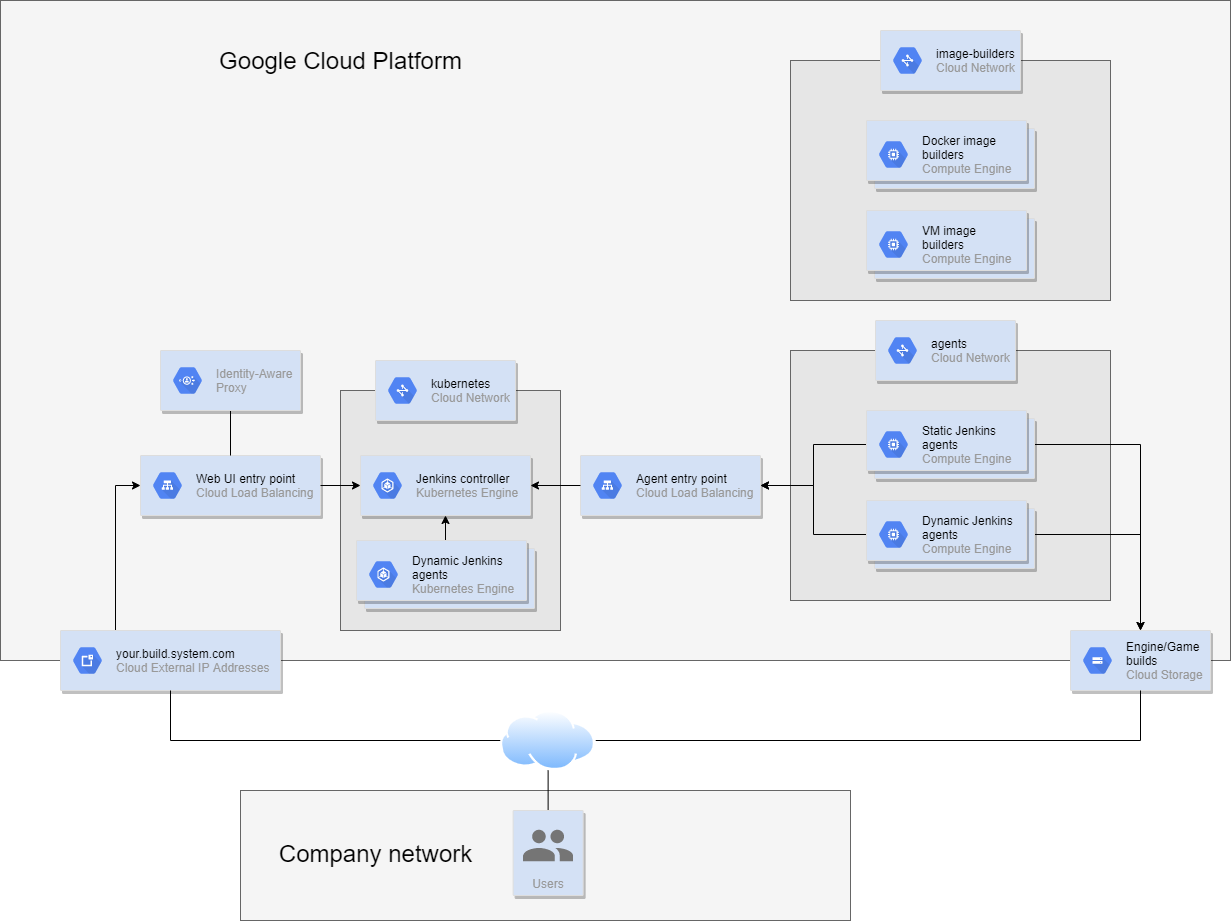 Google Cloud Platform
image-builders
Cloud Network
Docker image
builders
Compute Engine
VM image
builders
Compute Engine
agents
Cloud Network
Identity-Aware
Proxy
kubernetes
Cloud Network
Static Jenkins
agents
Compute Engine
Web UI entry point
Cloud Load Balancing
Jenkins controller
Kubernetes Engine
Agent entry point
Cloud Load Balancing
Dynamic Jenkins
agents
Compute Engine
Dynamic Jenkins
agents
Kubernetes Engine
your.build.system.com
Cloud External IP Addresses
Engine/Game
builds
Cloud Storage
Company network
Users